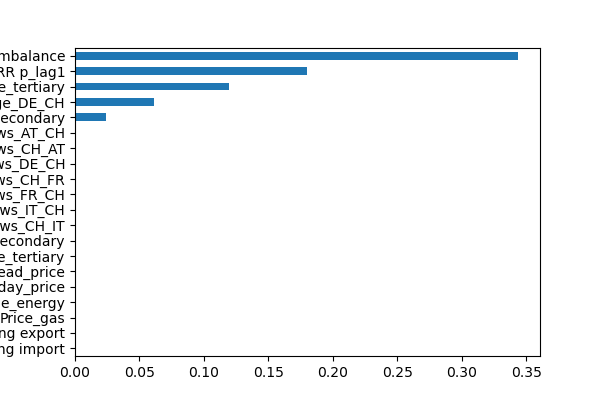 mbalance
RR p_lag1
e_tertiary
ge_DE_CH
econdary
ws_AT_CH
ws_CH_AT
ws_DE_CH
ws_CH_FR
ws_FR_CH
ws_IT_CH
ws_CH_IT
econdary
e_tertiary
ead_price
day_price
e_energy
Price_gas
ng export
ng import
0.00 0.05 0.10 0.15 0.20 0.25 0.30 0.35